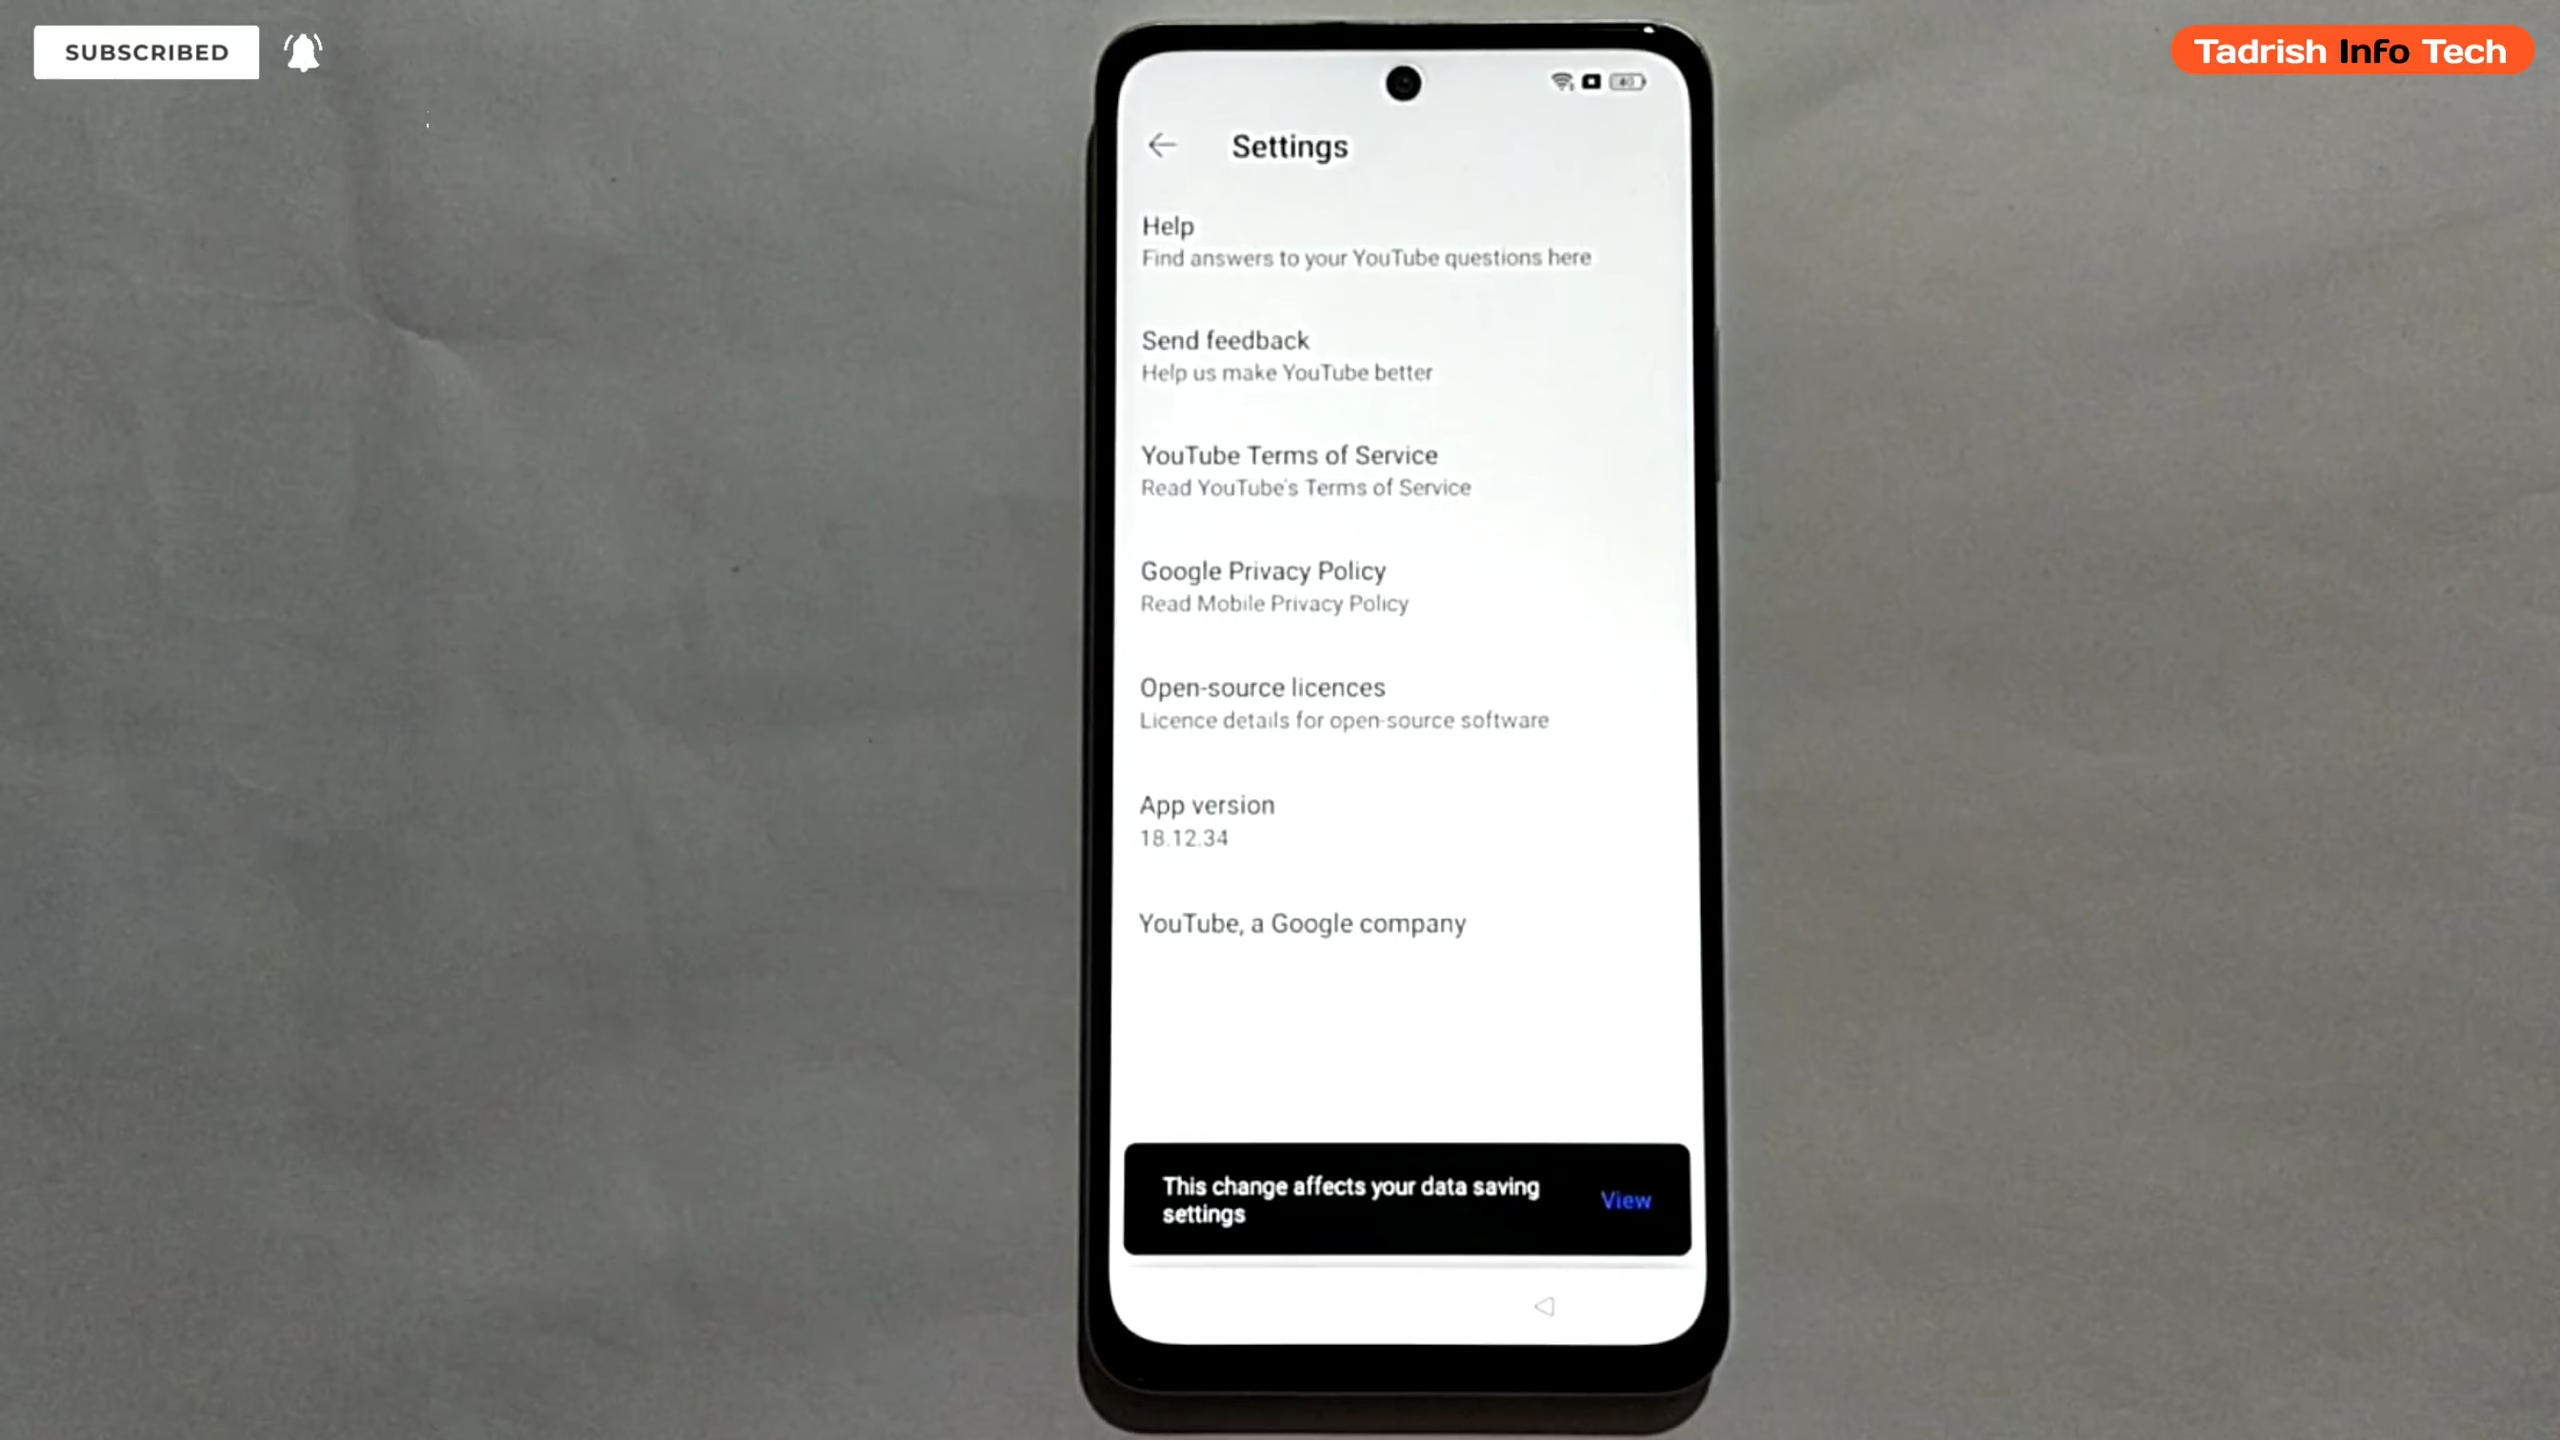 SUBSCRIBED
Tadrish Info Tech
40
Settings
Help
Find answers to your YouTube questions here
Send feedback
Help us make YouTube better
YouTube Terms of Service
Read YouTube's Terms of Service
Google Privacy Policy
Read Mobile Privacy Policy
Open-source licences
Licence details for open-source software
App version
18.12.34
YouTube, a Google company
This change affects your data saving
settings
View